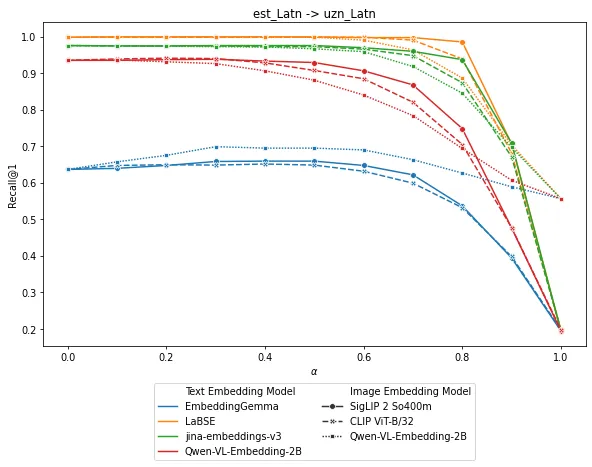 est_Latn -> uzn_Latn
Recall@1
1.0
0.9
0.8
0.7
0.6
0.5
0.4
0.3
0.2
0.0
0.2
0.4
0.6
0.8
1.0
α
Text Embedding Model
EmbeddingGemma
LaBSE
jina-embeddings-v3
Qwen-VL-Embedding-2B
Image Embedding Model
SigLIP 2 So400m
CLIP ViT-B/32
Qwen-VL-Embedding-2B